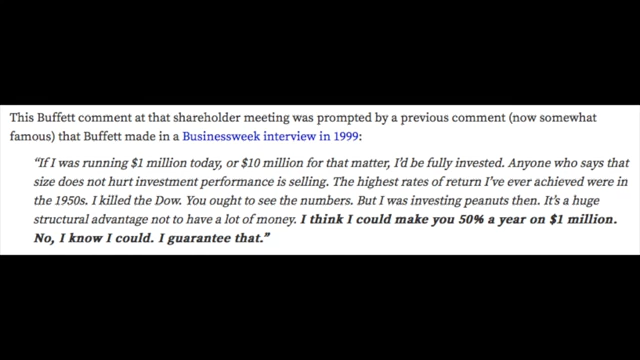 This Buffett comment at that shareholder meeting was prompted by a previous comment (now somewhat
famous) that Buffett made in a Businessweek interview in 1999:
“If I was running $1 million today, or $10 million for that matter, I’d be fully invested. Anyone who says that
size does not hurt investment performance is selling. The highest rates of return I’ve ever achieved were in
the 1950s. I killed the Dow. You ought to see the numbers. But I was investing peanuts then. It’s a huge
structural advantage not to have a lot of money. I think I could make you 50% a year on $1 million.
No, I know I could. I guarantee that.”